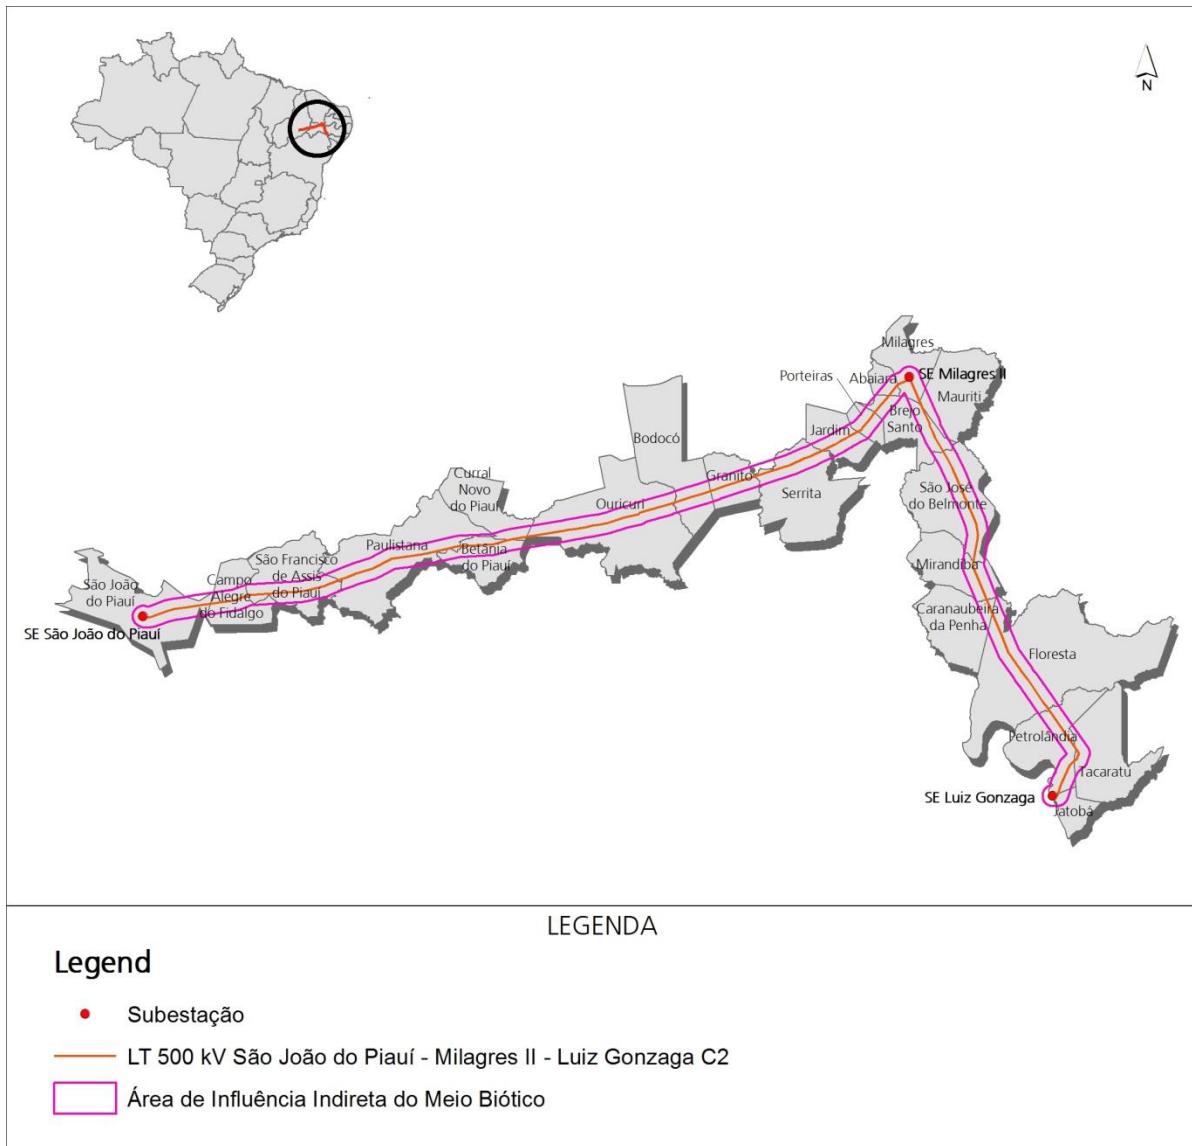 N
Milagres
SE Milagres II
Porteiras
Abaiara
Mauriti
Brejo
Santo
Jardim
Bodocó
Granito
Serrita
São José
do Belmonte
Curral
Novo
do Piauí
Ouricuri
Paulistana
Betânia
do Piauí
São Francisco
de Assis
do Piauí
Campo
Alegre
do Fidalgo
São João
do Piauí
SE São João do Piauí
Mirandiba
Caranaubeira
da Penha
Floresta
Petrolândia
Tacaratu
SE Luiz Gonzaga
Jatobá
LEGENDA
Legend
Subestação
LT 500 kV São João do Piauí - Milagres II - Luiz Gonzaga C2
Área de Influência Indireta do Meio Biótico